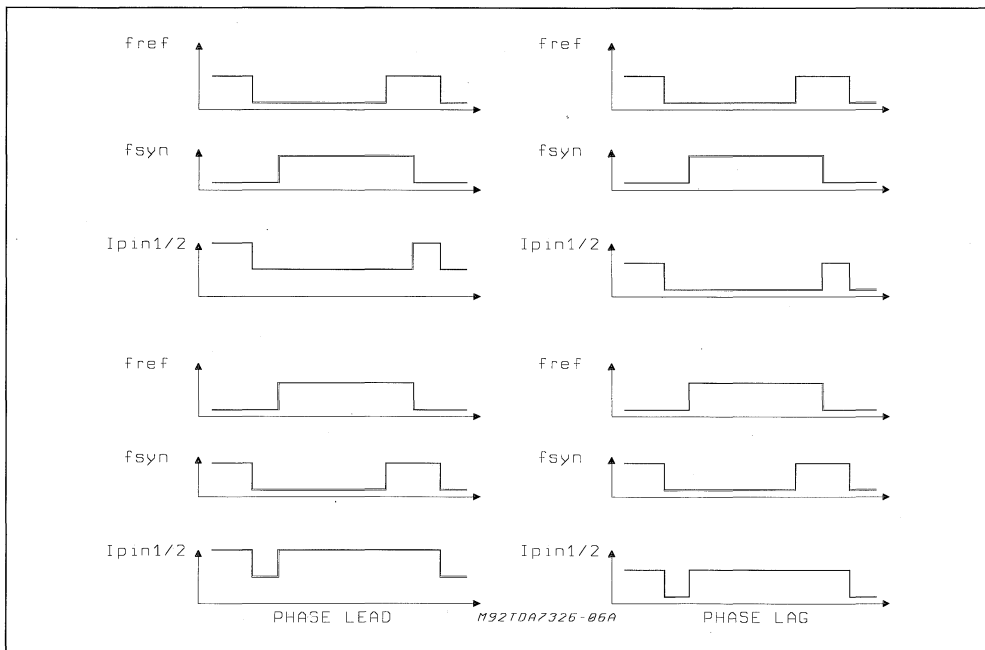 fref
fref
fsyn
fsyn
Ipin1/2
Ipin1/2
fref
fref
fsyn
fsyn
Ipin1/2
Ipin1/2
PHASE LEAD
M92TDA7326-06A
PHASE LAG